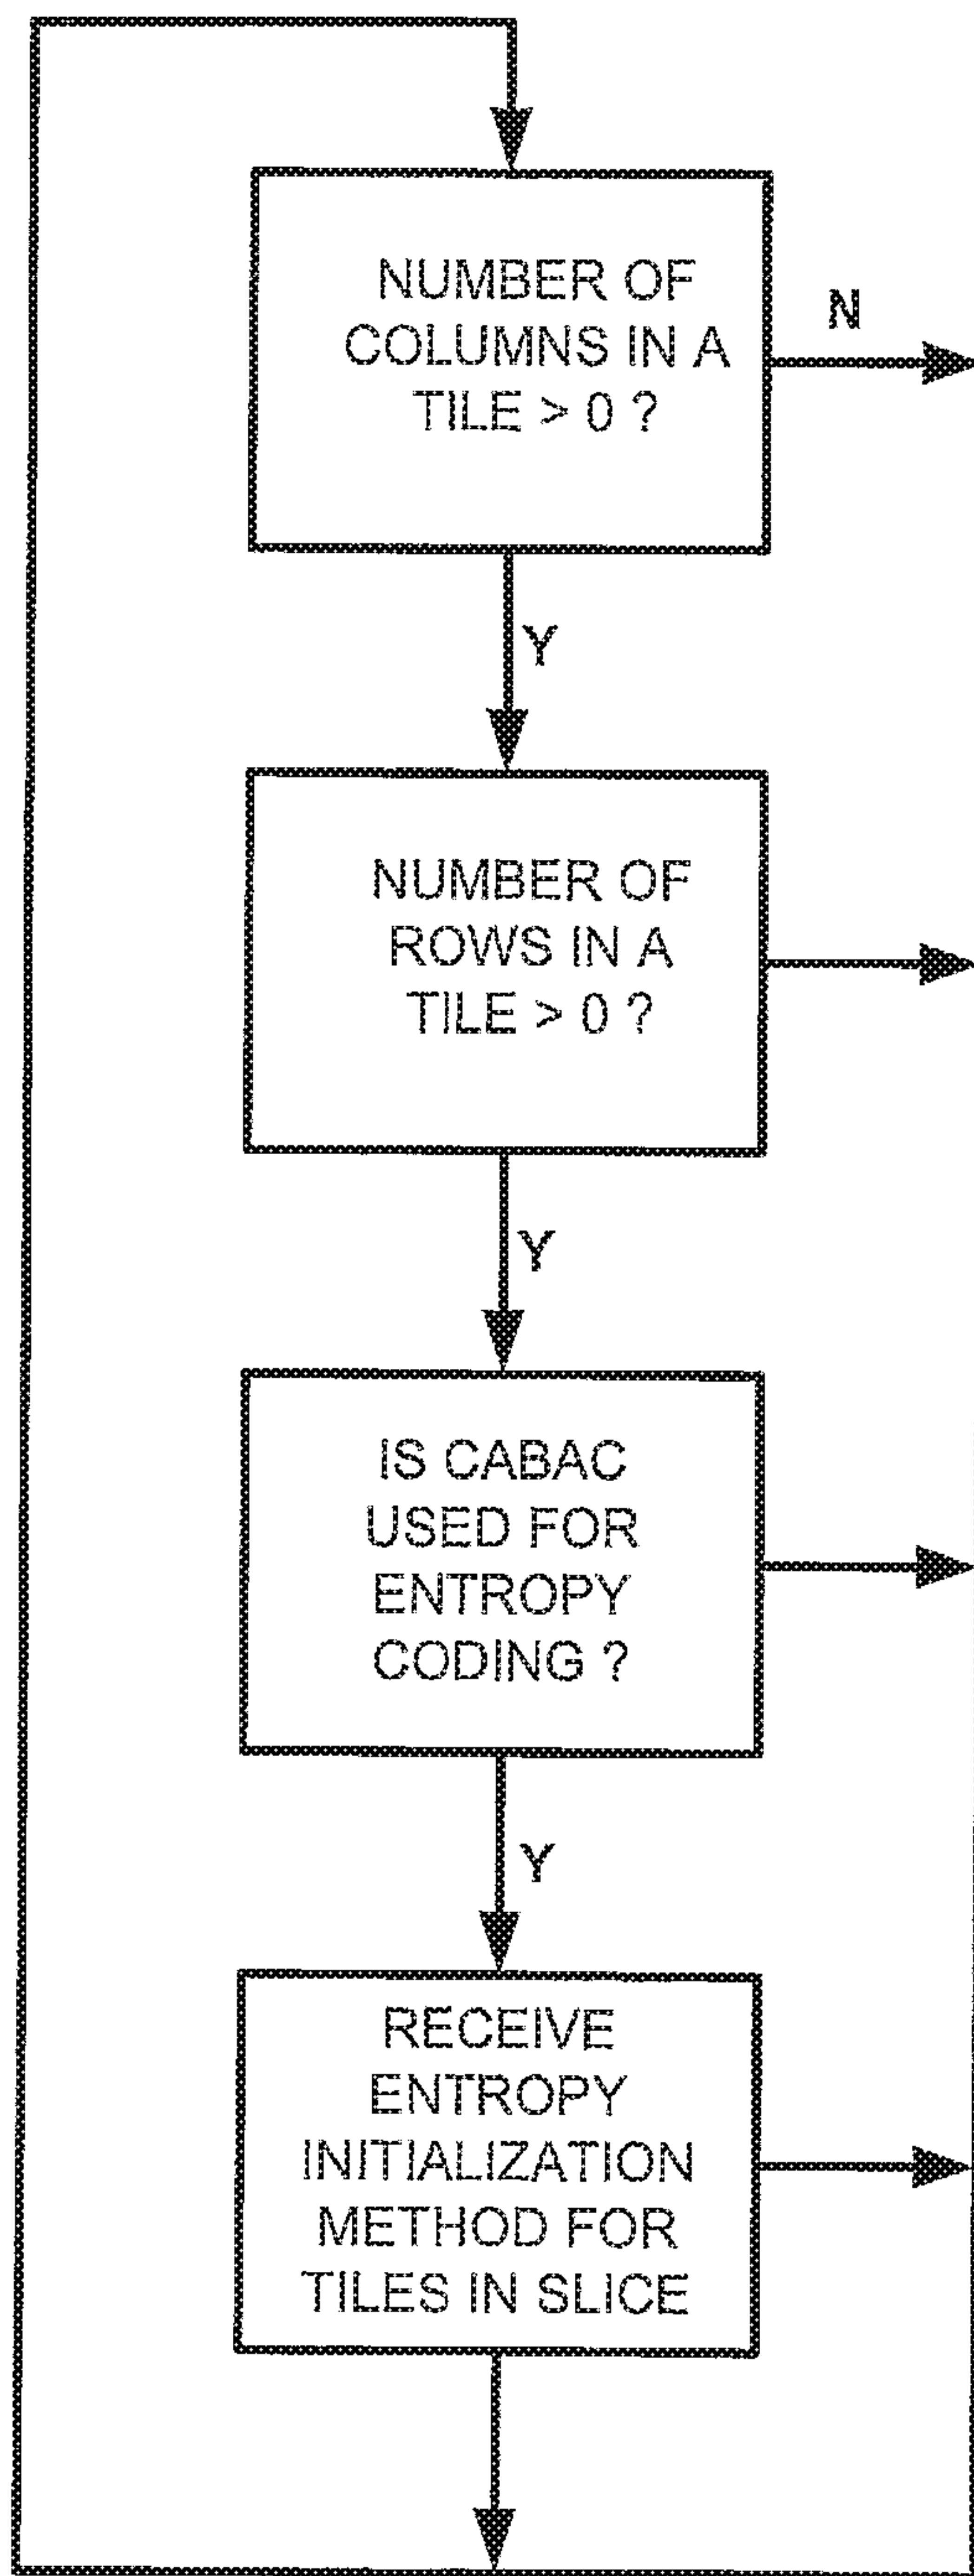 NUMBER OF
COLUMNS IN A
TILE > 0 ?
N
Y
NUMBER OF
ROWS IN A
TILE > 0 ?
Y
IS CABAC
USED FOR
ENTROPY
CODING ?
Y
RECEIVE
ENTROPY
INITIALIZATION
METHOD FOR
TILES IN SLICE